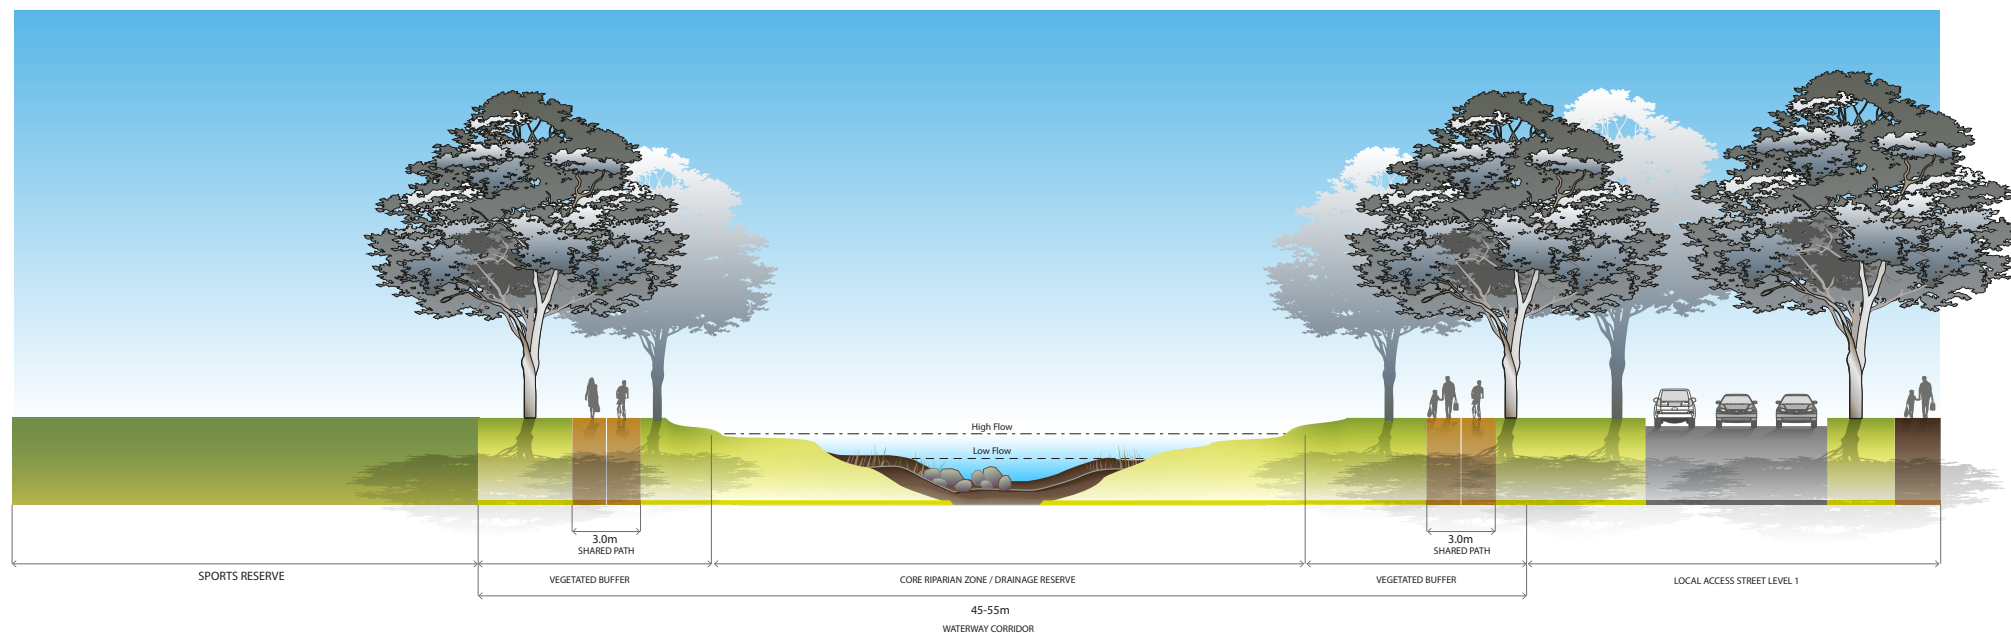 High Flow
Low Flow
3.0m
SHARED PATH
3.0m
SHARED PATH
SPORTS RESERVE
VEGETATED BUFFER
CORE RIPARIAN ZONE / DRAINAGE RESERVE
VEGETATED BUFFER
LOCAL ACCESS STREET LEVEL 1
45-55m
WATERWAY CORRIDOR